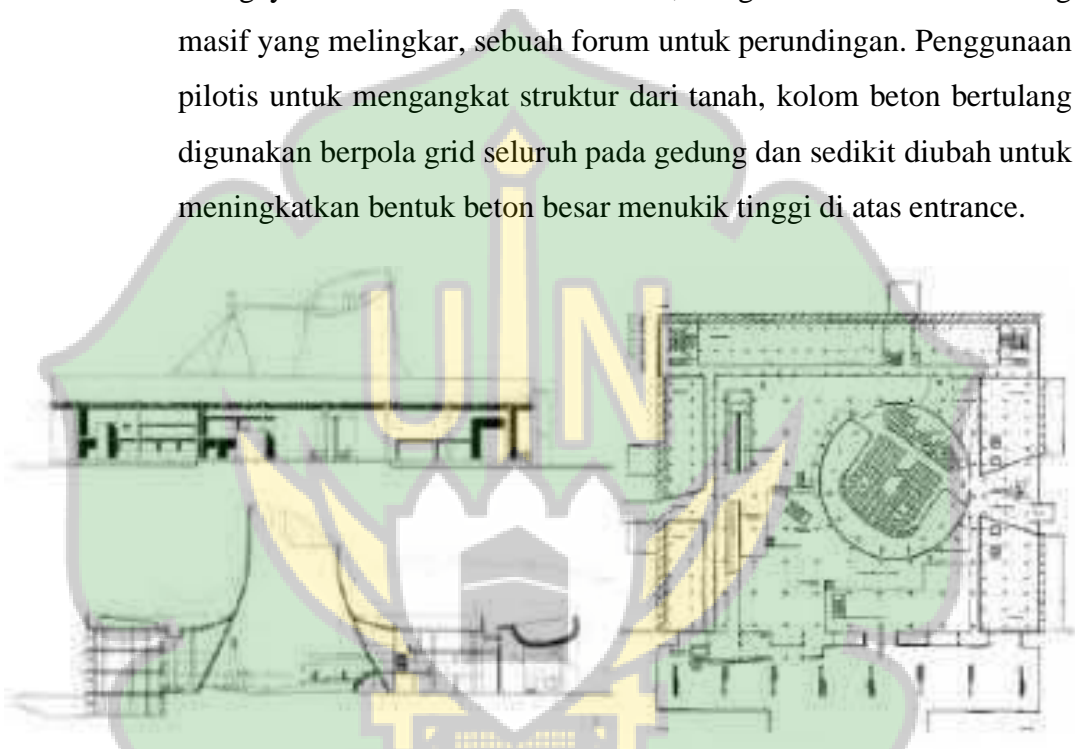 masif yang melingkar, sebuah forum untuk perundingan. Penggunaan
pilotis untuk mengangkat struktur dari tanah, kolom beton bertulang
digunakan berpola grid seluruh pada gedung dan sedikit diubah untuk
meningkatkan bentuk beton besar menukik tinggi di atas entrance.
UIN